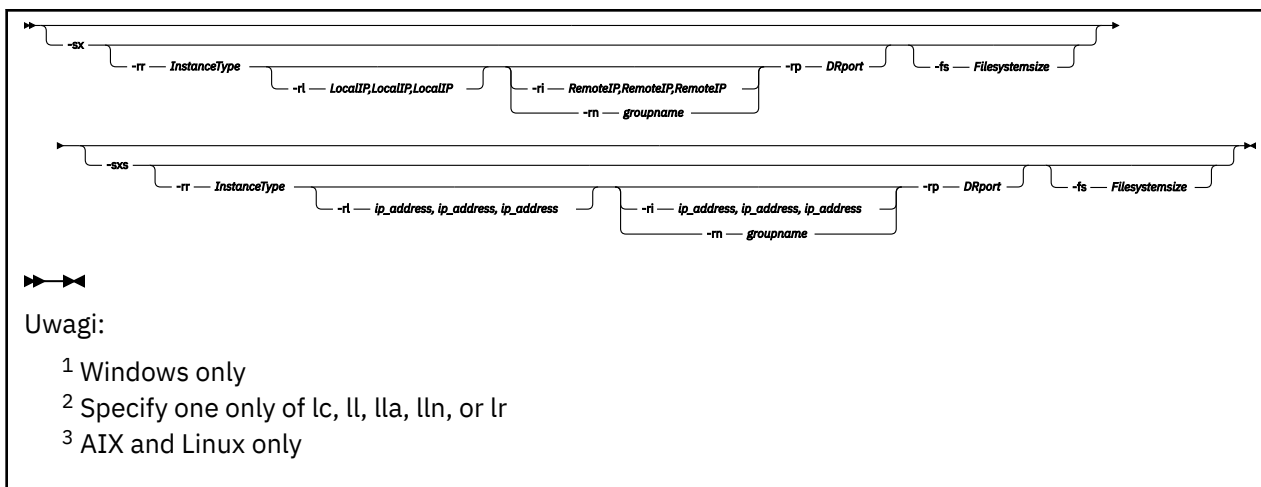 -sx
-rr InstanceType -rp DRport -fs Filesystemsize
-rl LocalIP,LocalIP,LocalIP -ri RemoteIP,RemoteIP,RemoteIP
-rn groupname
-sxs
-rr InstanceType -rp DRport -fs Filesystemsize
-rl ip_address, ip_address, ip_address -ri ip_address, ip_address, ip_address
-rn groupname
Uwagi:
1 Windows only
2 Specify one only of lc, ll, lla, lln, or lr
3 AIX and Linux only